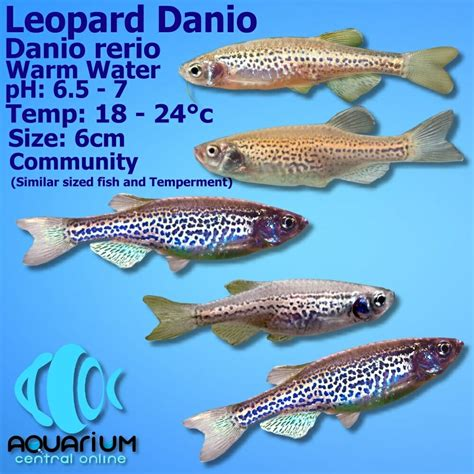 Leopard Danio
Danio rerio
Warm Water
pH: 6.5 - 7
Temp: 18 - 24°c
Size: 6cm
Community
(Similar sized fish and Temperment)
AQUARIUM
central online